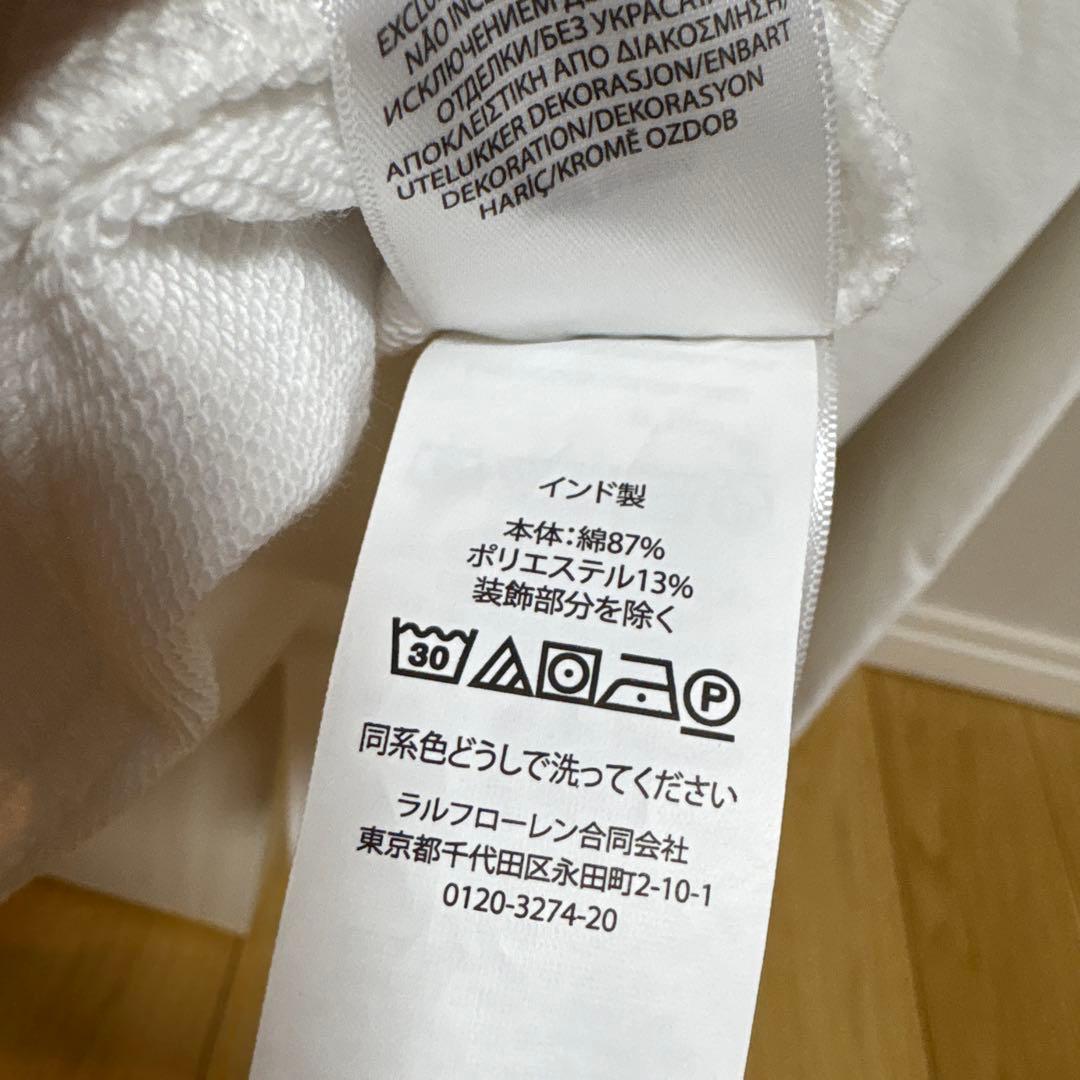 NÃO INCL
ИСКЛЮЧЕНИЕМ
ОТДЕЛКИ/БЕЗ УКРАСАТ
ΑΠΟΚΛΕΙΣΤΙΚΗ ΑΠΟ ΔΙΑΚΟΣΜΗΣΗ/
UTELUKKER DEKORASJON/ENBART
DEKORATION/DEKORASYON
HARİÇ/KROMĚ OZDOB
インド製
本体:綿87%
ポリエステル13%
装飾部分を除く
30
P
同系色どうしで洗ってください
ラルフローレン合同会社
東京都千代田区永田町2-10-1
0120-3274-20